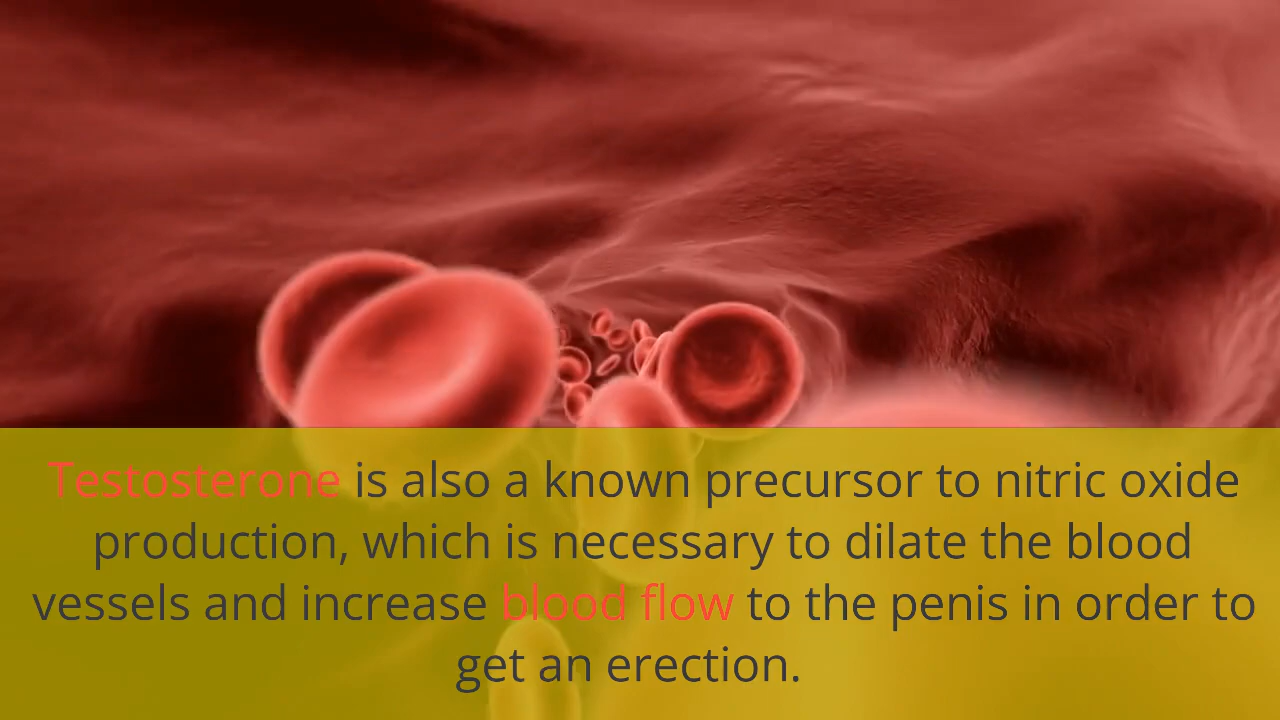 Testosterone is also a known precursor to nitric oxide
production, which is necessary to dilate the blood
vessels and increase blood flow to the penis in order to
get an erection.